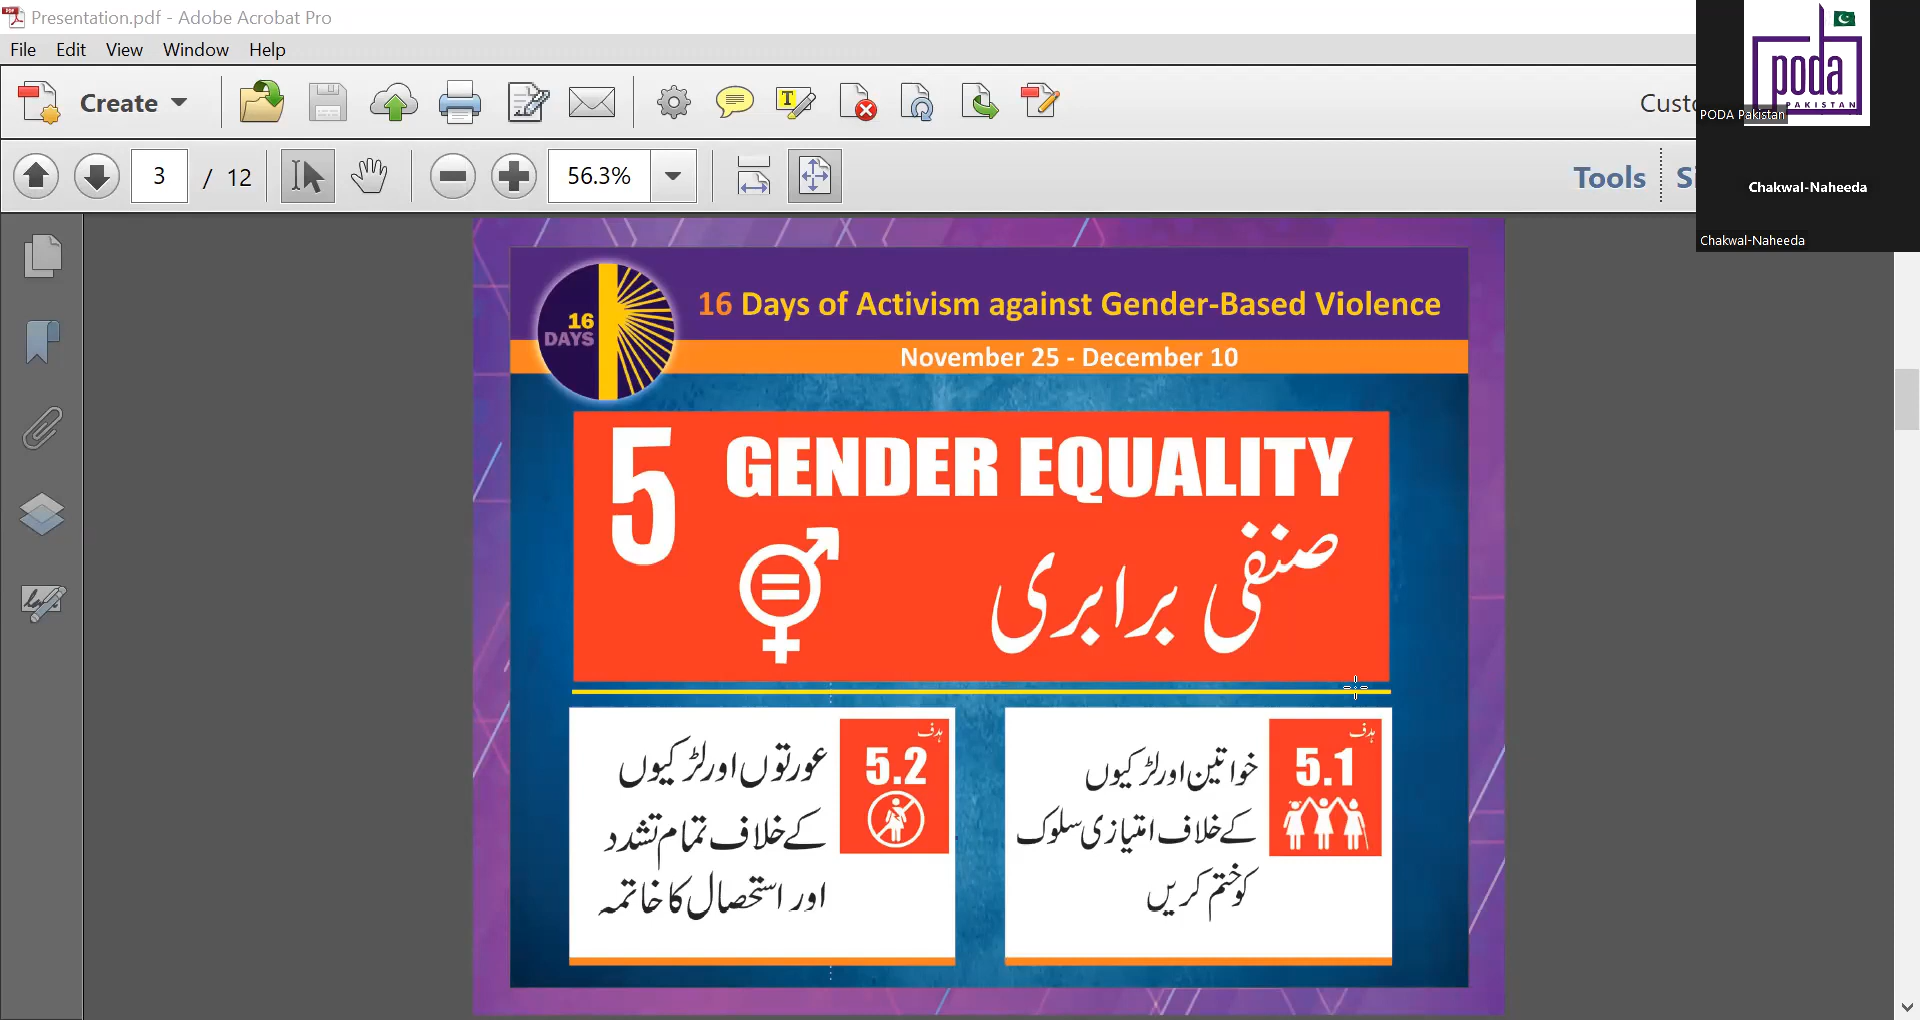 Presentation.pdf - Adobe Acrobat Pro
File Edit View Window Help
Create
3 / 12
56.3%
Tools
poda
PAKISTAN
PODA Pakistan
Chakwal-Naheeda
Chakwal-Naheeda
16 DAYS
16 Days of Activism against Gender-Based Violence
November 25 - December 10
5 GENDER EQUALITY
صنفی برابری
ہدف
5.1
خواتین اور لڑکیوں
کے خلاف امتیازی سلوک
کو ختم کریں
ہدف
5.2
عورتوں اور لڑکیوں
کے خلاف تمام تشدد
اور استحصال کا خاتمہ